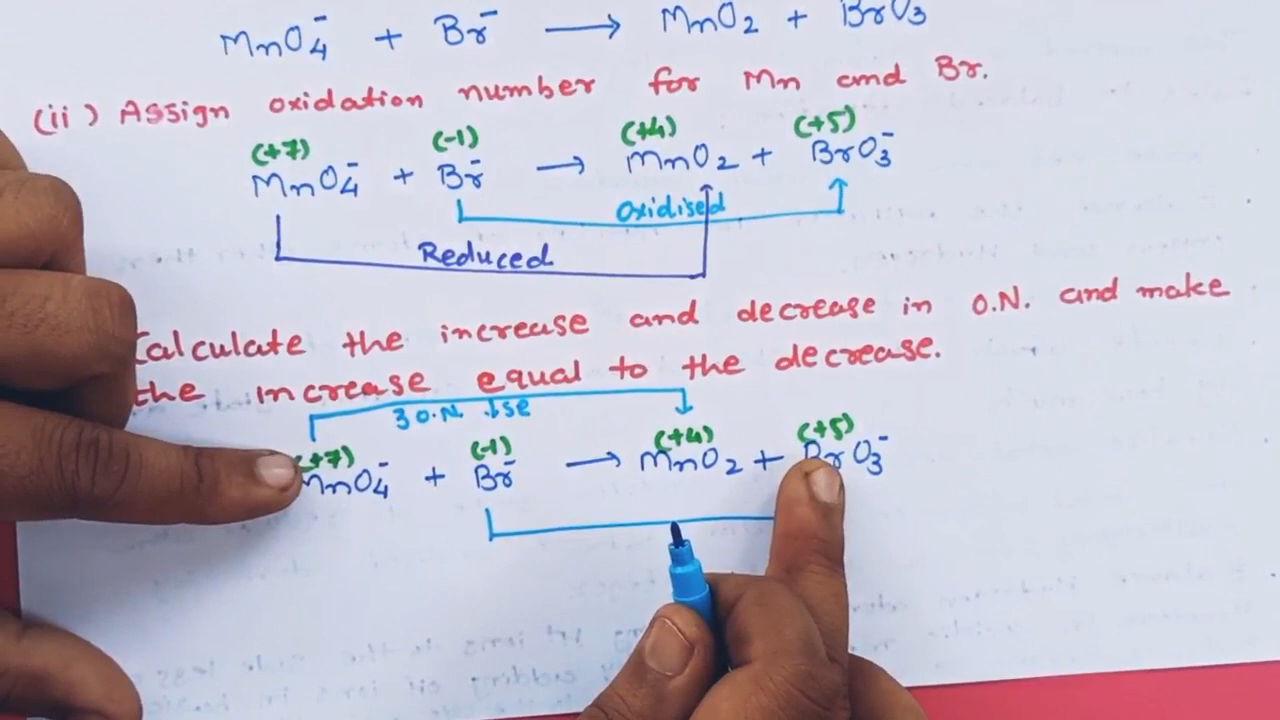 MnO₄⁻ + Br⁻ ⟶ MnO₂ + BrO₃
(ii) Assign oxidation number for Mn and Br.
(+7) (-1) (+4) (+5)
MnO₄⁻ + Br⁻ ⟶ MnO₂ + BrO₃⁻
Oxidised
Reduced
Calculate the increase and decrease in O.N. and make
the increase equal to the decrease.
3 O.N. ↓se
(+7) (-1) (+4) (+5)
MnO₄⁻ + Br⁻ ⟶ MnO₂ + BrO₃⁻